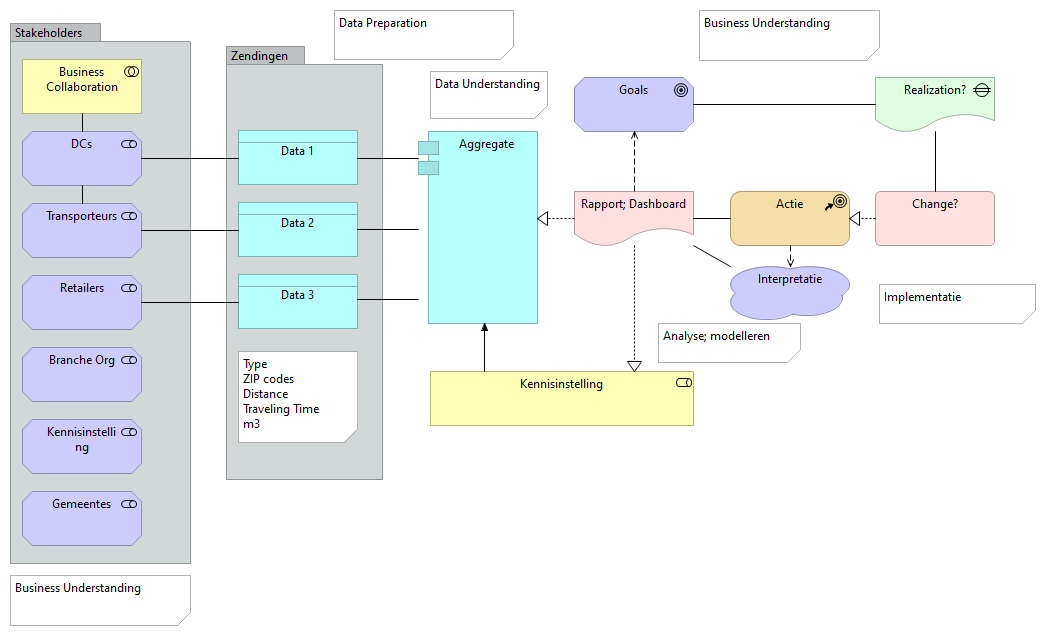 Data Preparation
Business Understanding
Stakeholders
Zendingen
Business
Collaboration
DCs
Transporteurs
Retailers
Branche Org
Kennisinstelli
ng
Gemeentes
Business Understanding
Data 1
Data 2
Data 3
Type
ZIP codes
Distance
Traveling Time
m3
Data Understanding
Aggregate
Kennisinstelling
Goals
Realization?
Rapport; Dashboard
Actie
Change?
Interpretatie
Implementatie
Analyse; modelleren